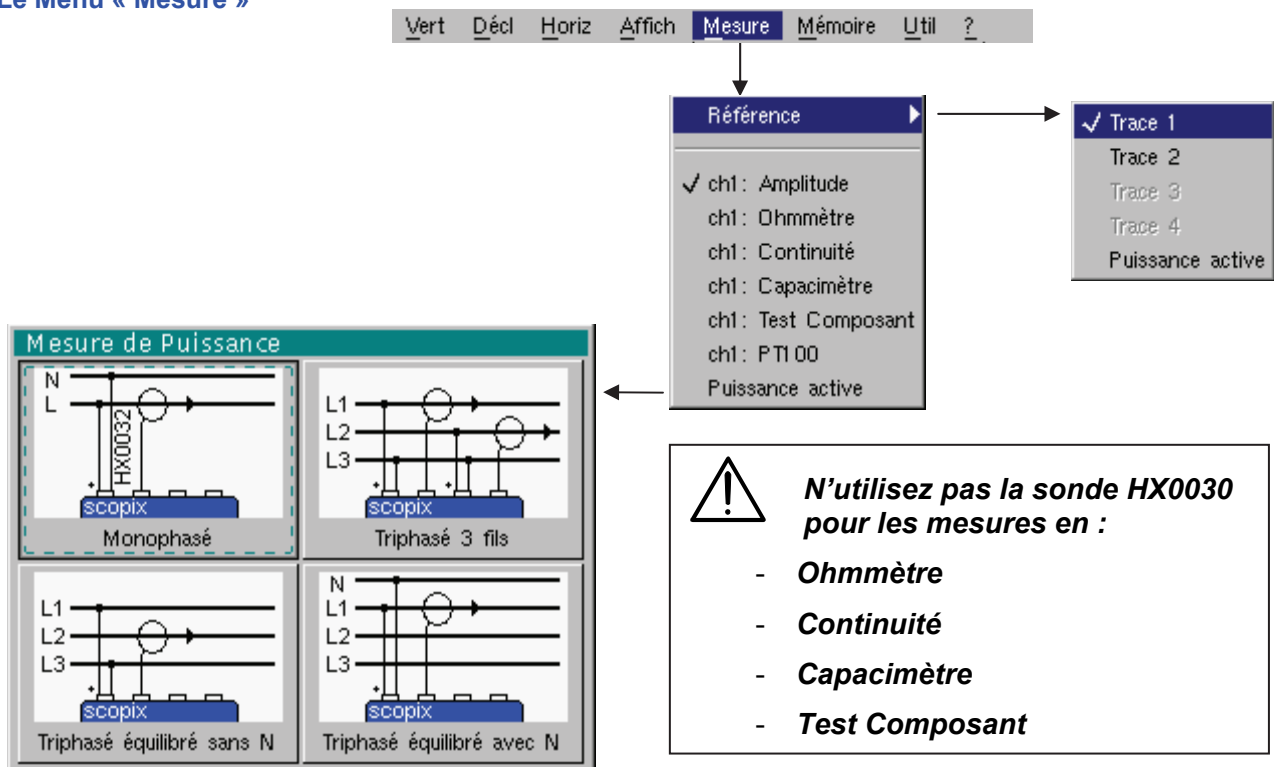 Le Menu « Mesure »
Vert Décl Horiz Affich Mesure Mémoire Util ?
Référence
ch1: Amplitude
ch1: Ohmmètre
ch1: Continuité
ch1: Capacimètre
ch1: Test Composant
ch1: PT100
Puissance active
Trace 1
Trace 2
Trace 3
Trace 4
Puissance active
Mesure de Puissance
N
L
HX0032
scopix
Monophasé
L1
L2
L3
scopix
Triphasé 3 fils
L1
L2
L3
scopix
Triphasé équilibré sans N
N
L1
L2
L3
scopix
Triphasé équilibré avec N
N’utilisez pas la sonde HX0030
pour les mesures en :
- Ohmmètre
- Continuité
- Capacimètre
- Test Composant